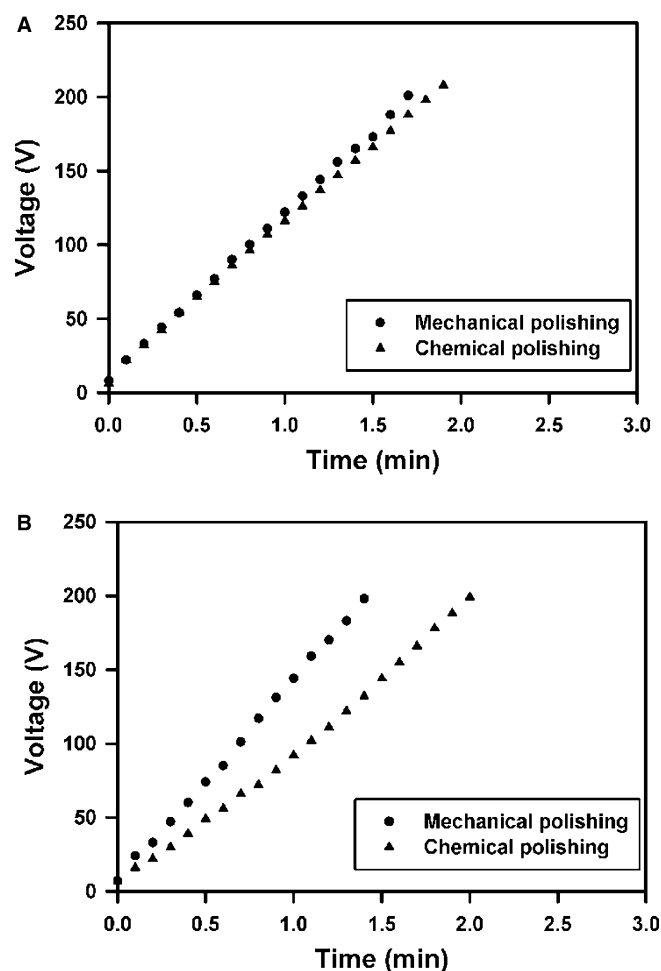 A
250
200
150
100
50
0
Voltage (V)
Mechanical polishing
Chemical polishing
0.0 0.5 1.0 1.5 2.0 2.5 3.0
Time (min)
B
250
200
150
100
50
0
Voltage (V)
Mechanical polishing
Chemical polishing
0.0 0.5 1.0 1.5 2.0 2.5 3.0
Time (min)